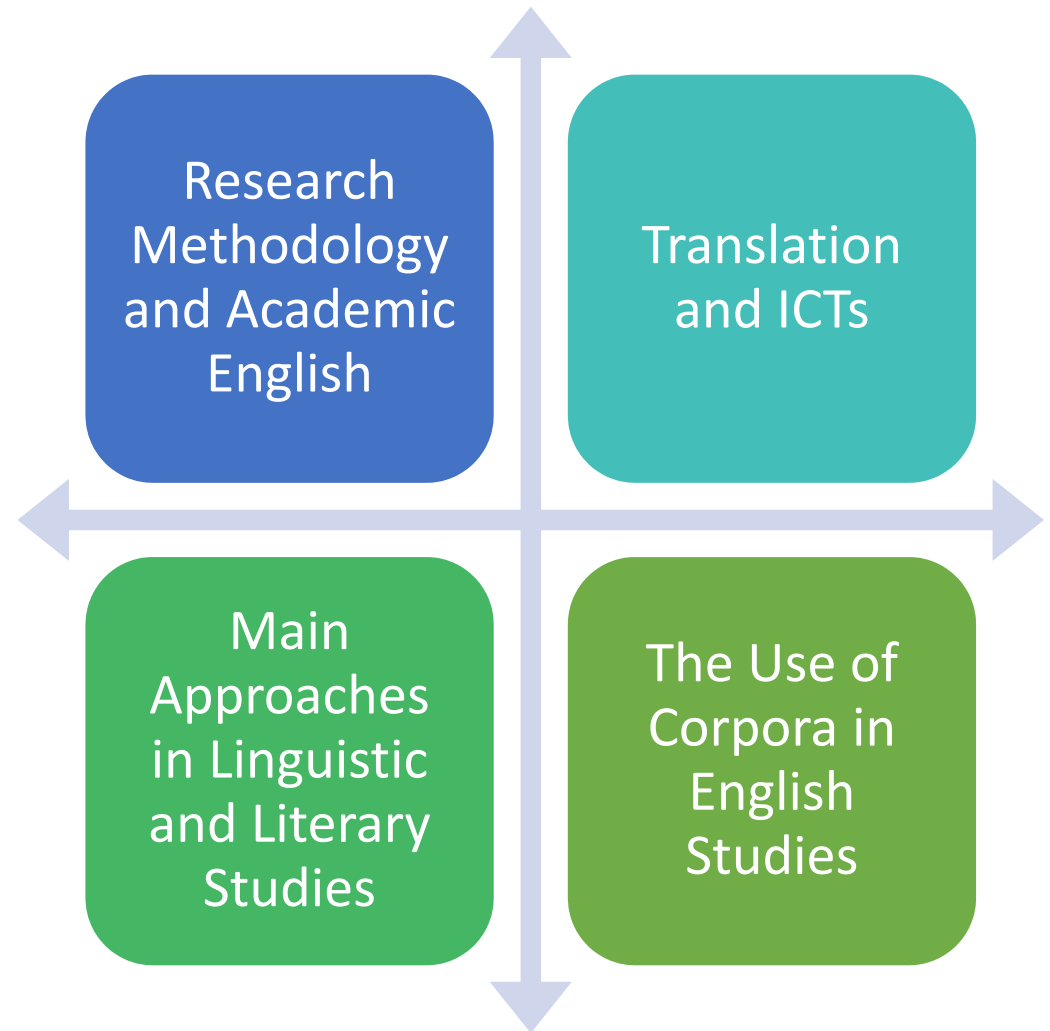 Research
Methodology
and Academic
English
Translation
and ICTs
Main
Approaches
in Linguistic
and Literary
Studies
The Use of
Corpora in
English
Studies